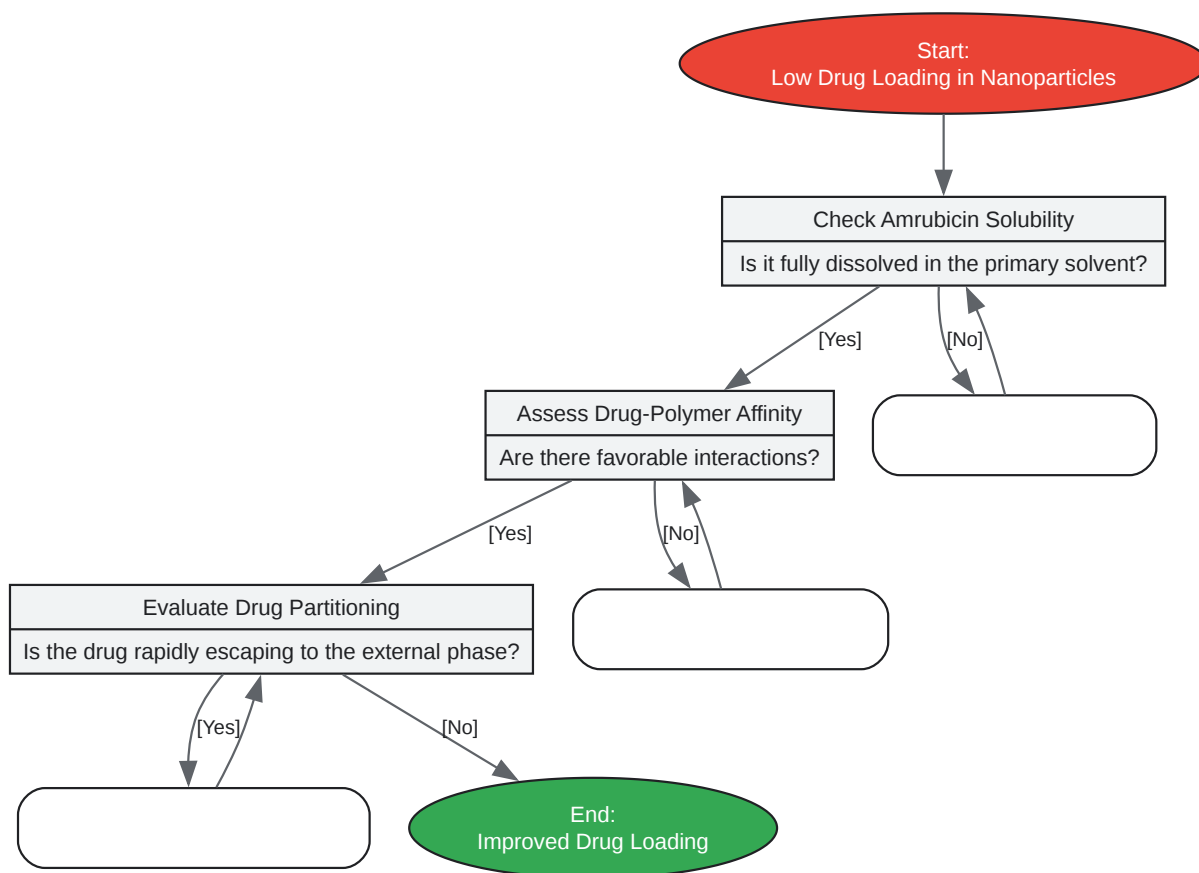 Start:
Low Drug Loading in Nanoparticles
Check Amrubicin Solubility
Is it fully dissolved in the primary solvent?
[Yes]
[No]
Assess Drug-Polymer Affinity
Are there favorable interactions?
[Yes]
[No]
Evaluate Drug Partitioning
Is the drug rapidly escaping to the external phase?
[Yes]
[No]
End:
Improved Drug Loading